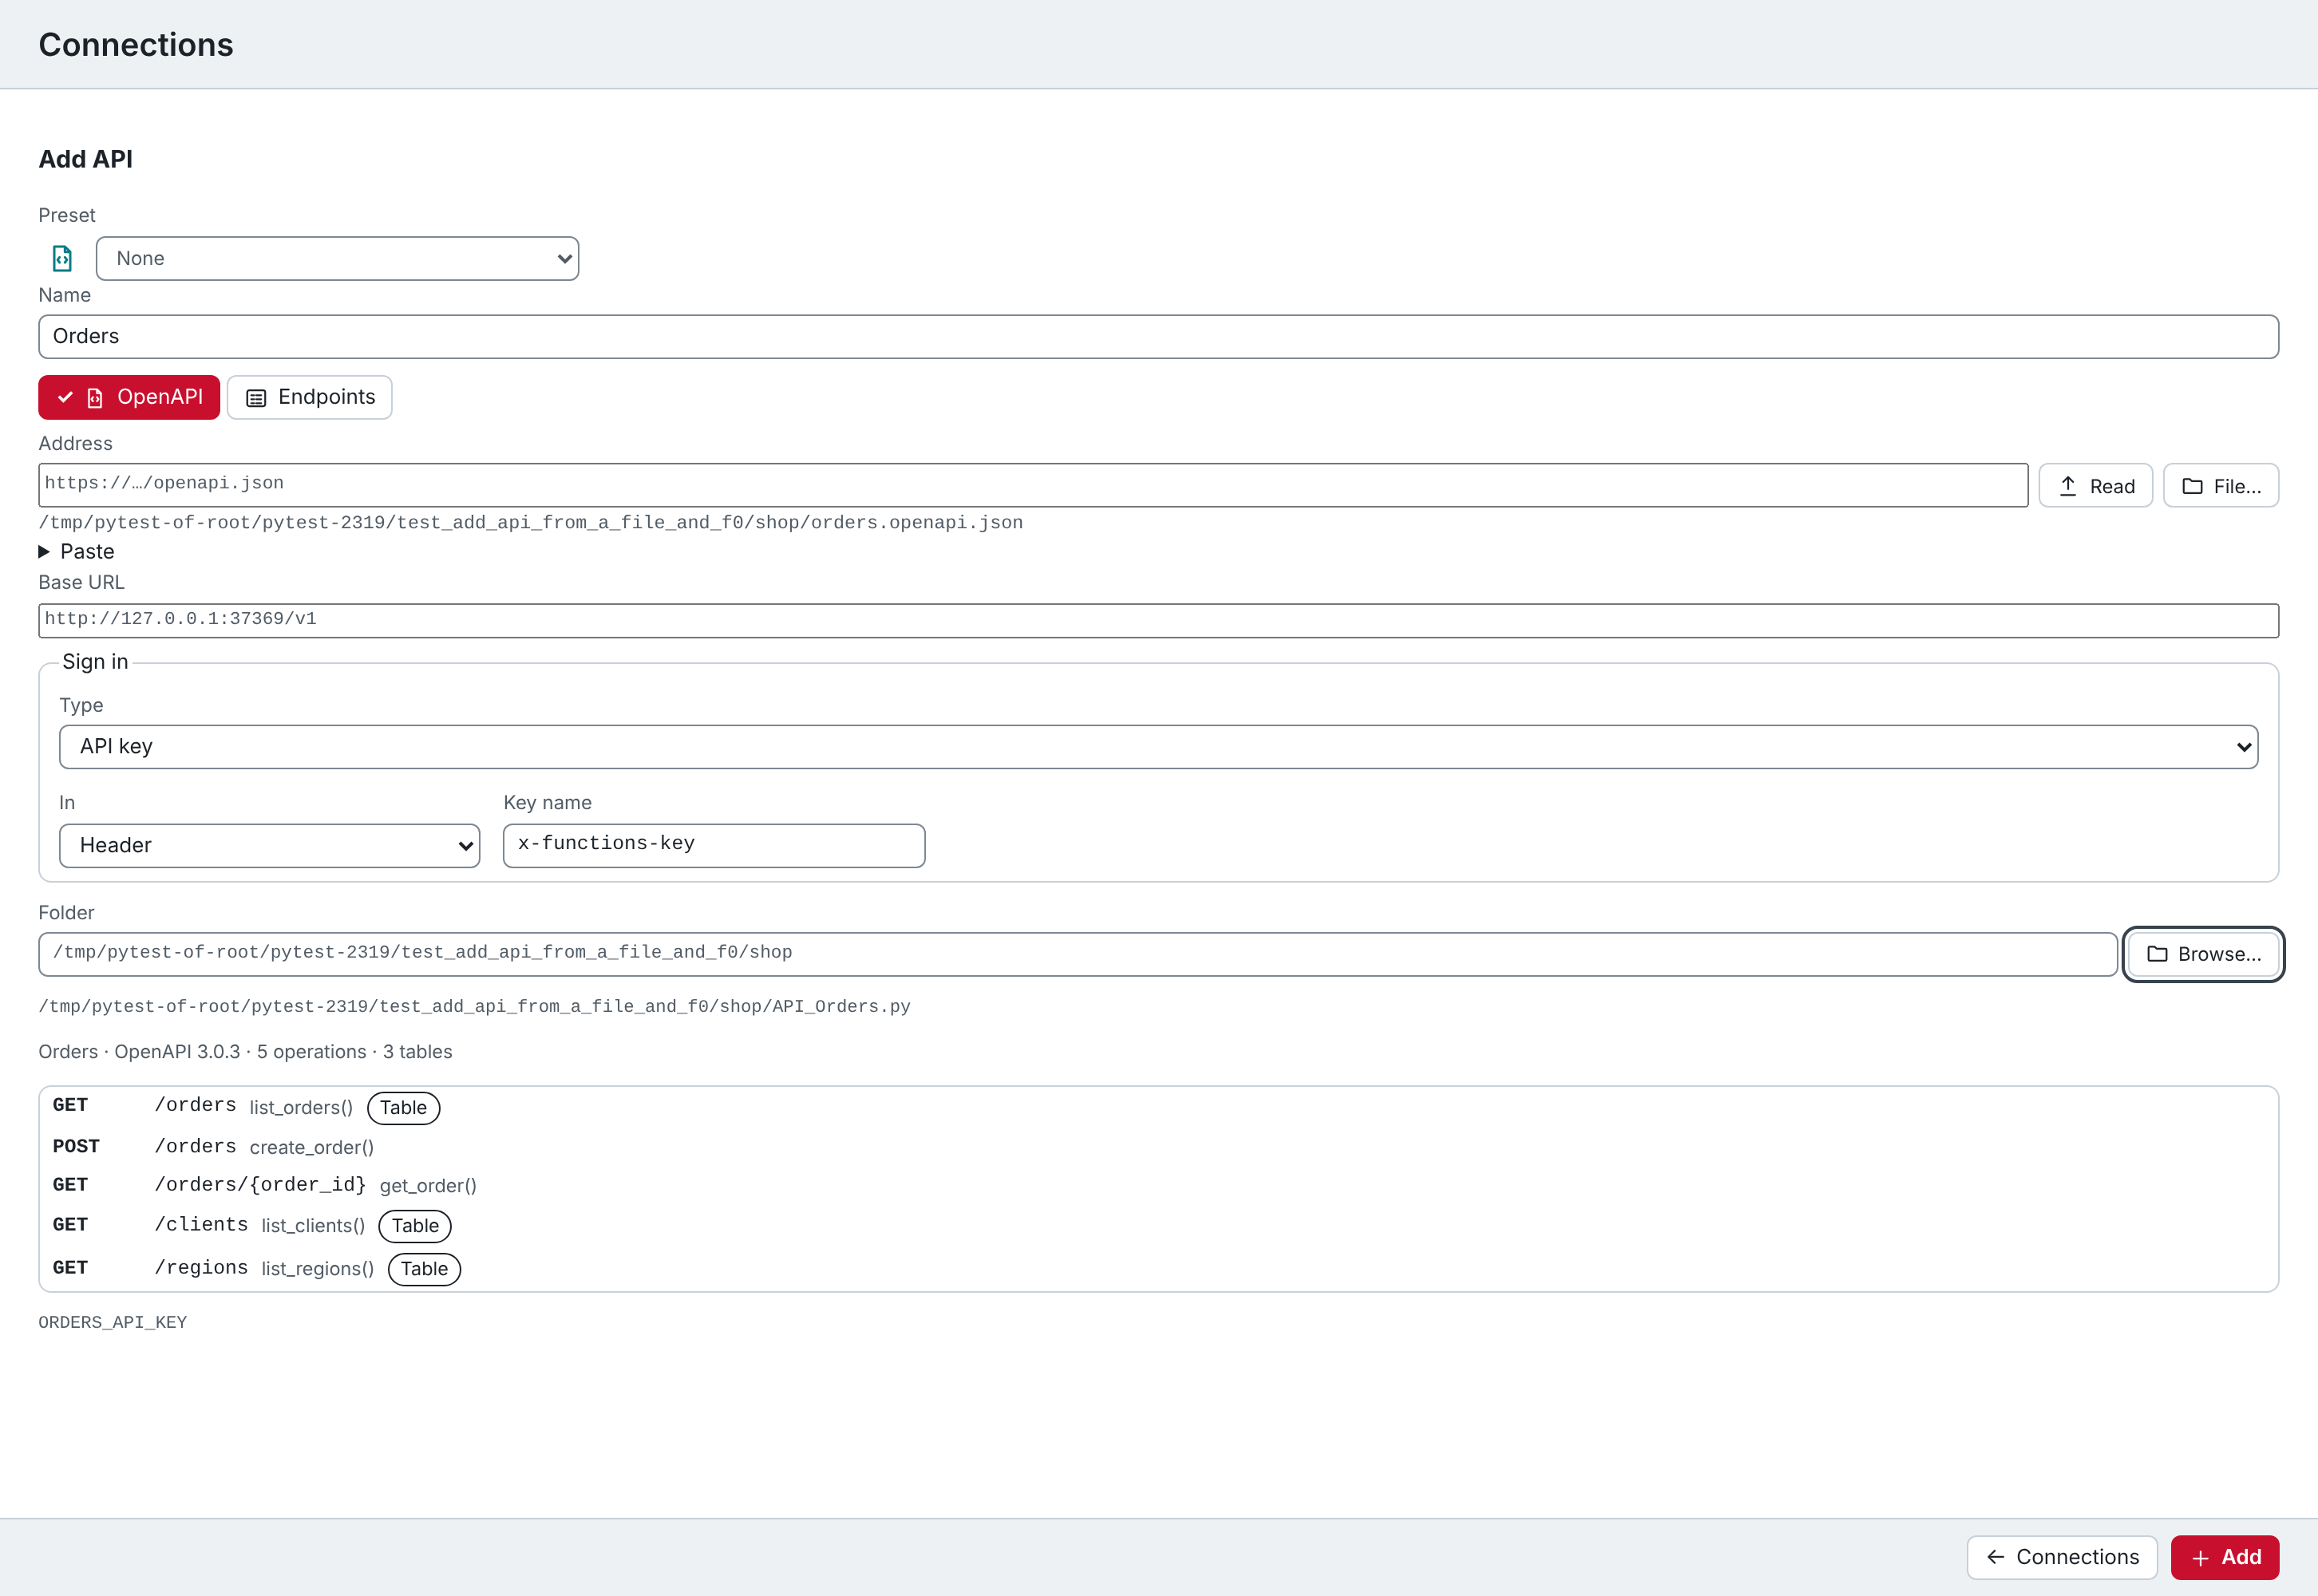 Connections
Add API
Preset
None
Name
Orders
OpenAPI Endpoints
Address
https://…/openapi.json Read File...
/tmp/pytest-of-root/pytest-2319/test_add_api_from_a_file_and_f0/shop/orders.openapi.json
Paste
Base URL
http://127.0.0.1:37369/v1
Sign in
Type
API key
In Key name
Header x-functions-key
Folder
/tmp/pytest-of-root/pytest-2319/test_add_api_from_a_file_and_f0/shop Browse...
/tmp/pytest-of-root/pytest-2319/test_add_api_from_a_file_and_f0/shop/API_Orders.py
Orders · OpenAPI 3.0.3 · 5 operations · 3 tables
GET /orders list_orders() Table
POST /orders create_order()
GET /orders/{order_id} get_order()
GET /clients list_clients() Table
GET /regions list_regions() Table
ORDERS_API_KEY
Connections Add